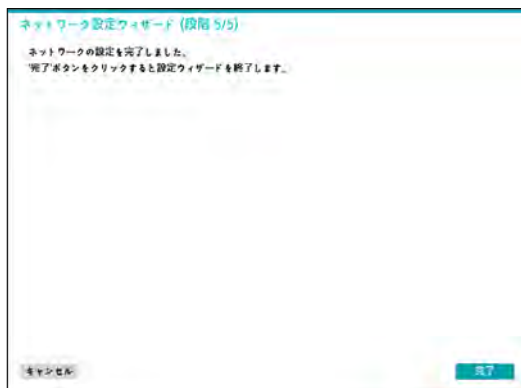 ネットワーク設定ウィザード (段階 5/5)
ネットワークの設定を完了しました。
'完了'ボタンをクリックすると設定ウィザードを終了します。
キャンセル
完了